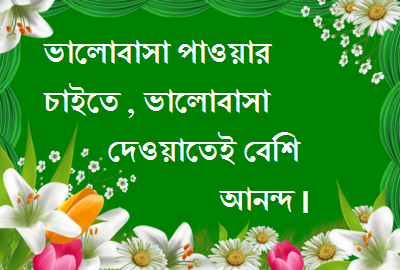 ভালোবাসা পাওয়ার
চাইতে , ভালোবাসা
দেওয়াতেই বেশি
আনন্দ ।